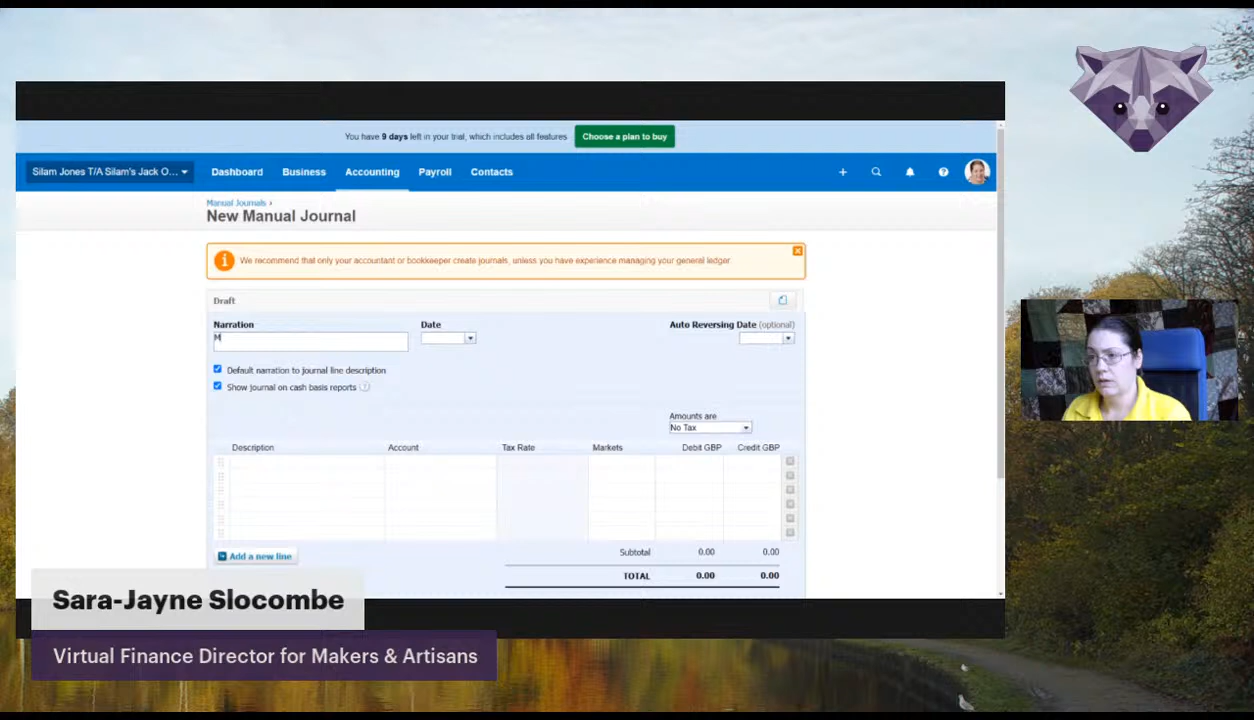 You have 9 days left in your trial, which includes all features Choose a plan to buy
Silam Jones T/A Silam's Jack O... Dashboard Business Accounting Payroll Contacts
Manual Journals ›
New Manual Journal
We recommend that only your accountant or bookkeeper create journals, unless you have experience managing your general ledger.
Draft
Narration Date Auto Reversing Date (optional)
M
Default narration to journal line description
Show journal on cash basis reports ?
Amounts are
No Tax
Description Account Tax Rate Markets Debit GBP Credit GBP
Add a new line
Subtotal 0.00 0.00
TOTAL 0.00 0.00
Sara-Jayne Slocombe
Virtual Finance Director for Makers & Artisans